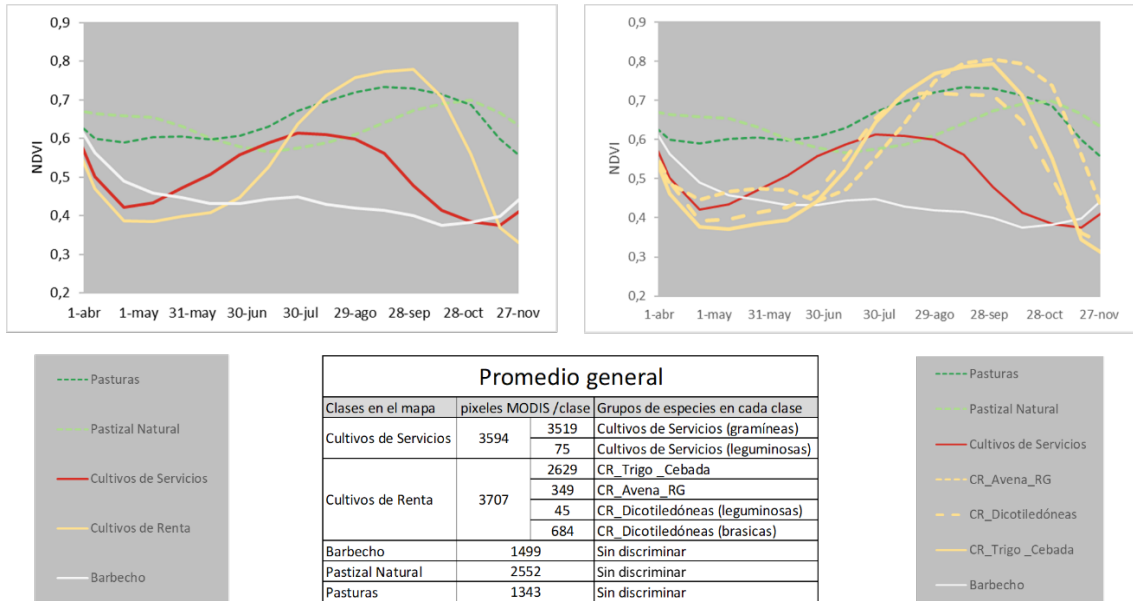 0,9
0,8
0,7
0,6
0,5
0,4
0,3
0,2
NDVI
1-abr 1-may 31-may 30-jun 30-jul 29-ago 28-sep 28-oct 27-nov
0,9
0,8
0,7
0,6
0,5
0,4
0,3
0,2
NDVI
1-abr 1-may 31-may 30-jun 30-jul 29-ago 28-sep 28-oct 27-nov
Pasturas
Pastizal Natural
Cultivos de Servicios
Cultivos de Renta
Barbecho
Promedio general
Clases en el mapa pixeles MODIS /clase Grupos de especies en cada clase
Cultivos de Servicios 3594 3519 Cultivos de Servicios (gramíneas)
75 Cultivos de Servicios (leguminosas)
Cultivos de Renta 3707 2629 CR_Trigo _Cebada
349 CR_Avena_RG
45 CR_Dicotiledóneas (leguminosas)
684 CR_Dicotiledóneas (brasicas)
Barbecho 1499 Sin discriminar
Pastizal Natural 2552 Sin discriminar
Pasturas 1343 Sin discriminar
Pasturas
Pastizal Natural
Cultivos de Servicios
CR_Avena_RG
CR_Dicotiledóneas
CR_Trigo _Cebada
Barbecho